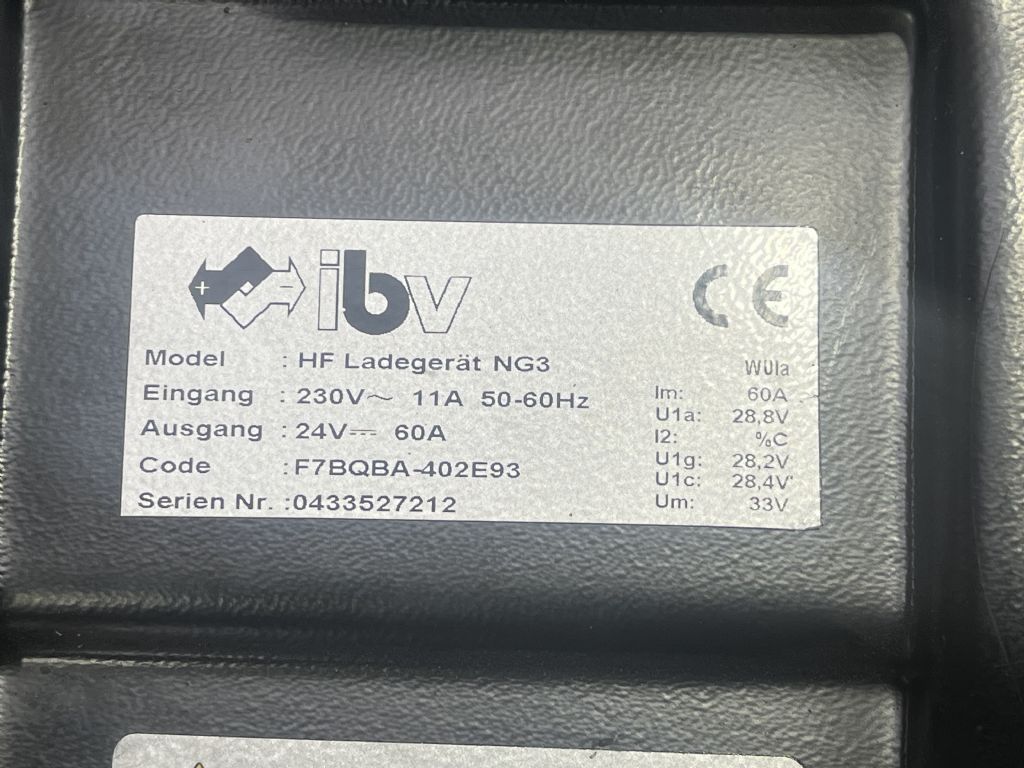 + − ibv CE
Model : HF Ladegerät NG3
Eingang : 230V~ 11A 50-60Hz
Ausgang : 24V⎓ 60A
Code : F7BQBA-402E93
Serien Nr. :0433527212
WUIa
Im: 60A
U1a: 28,8V
I2: %C
U1g: 28,2V
U1c: 28,4V
Um: 33V